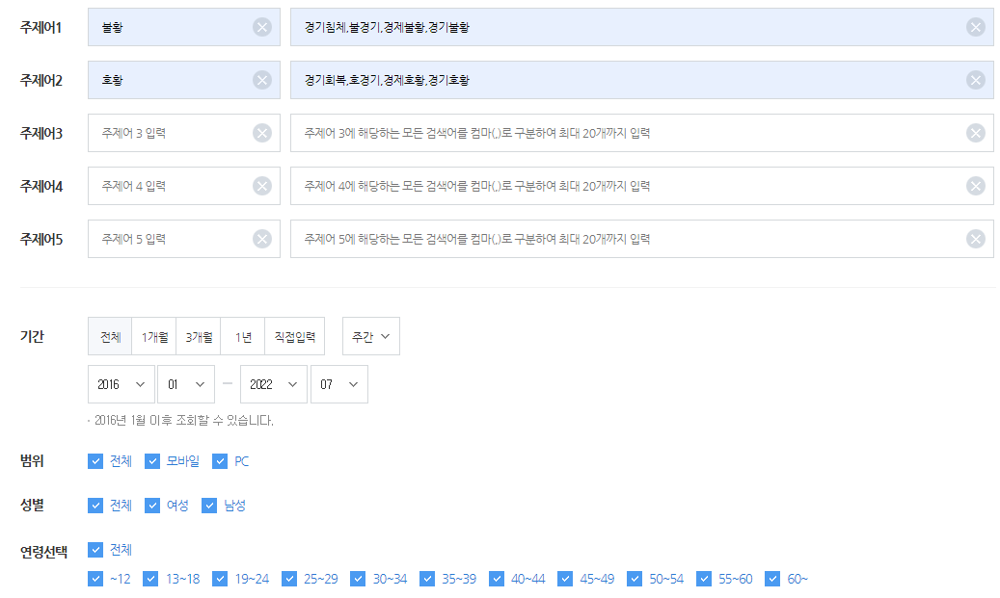 주제어1 불황 경기침체,불경기,경제불황,경기불황
주제어2 호황 경기회복,호경기,경제호황,경기호황
주제어3 주제어 3 입력 주제어 3에 해당하는 모든 검색어를 컴마(,)로 구분하여 최대 20개까지 입력
주제어4 주제어 4 입력 주제어 4에 해당하는 모든 검색어를 컴마(,)로 구분하여 최대 20개까지 입력
주제어5 주제어 5 입력 주제어 5에 해당하는 모든 검색어를 컴마(,)로 구분하여 최대 20개까지 입력
기간 전체 1개월 3개월 1년 직접입력 주간
2016 01 — 2022 07
· 2016년 1월 이후 조회할 수 있습니다.
범위 전체 모바일 PC
성별 전체 여성 남성
연령선택 전체
~12 13~18 19~24 25~29 30~34 35~39 40~44 45~49 50~54 55~60 60~